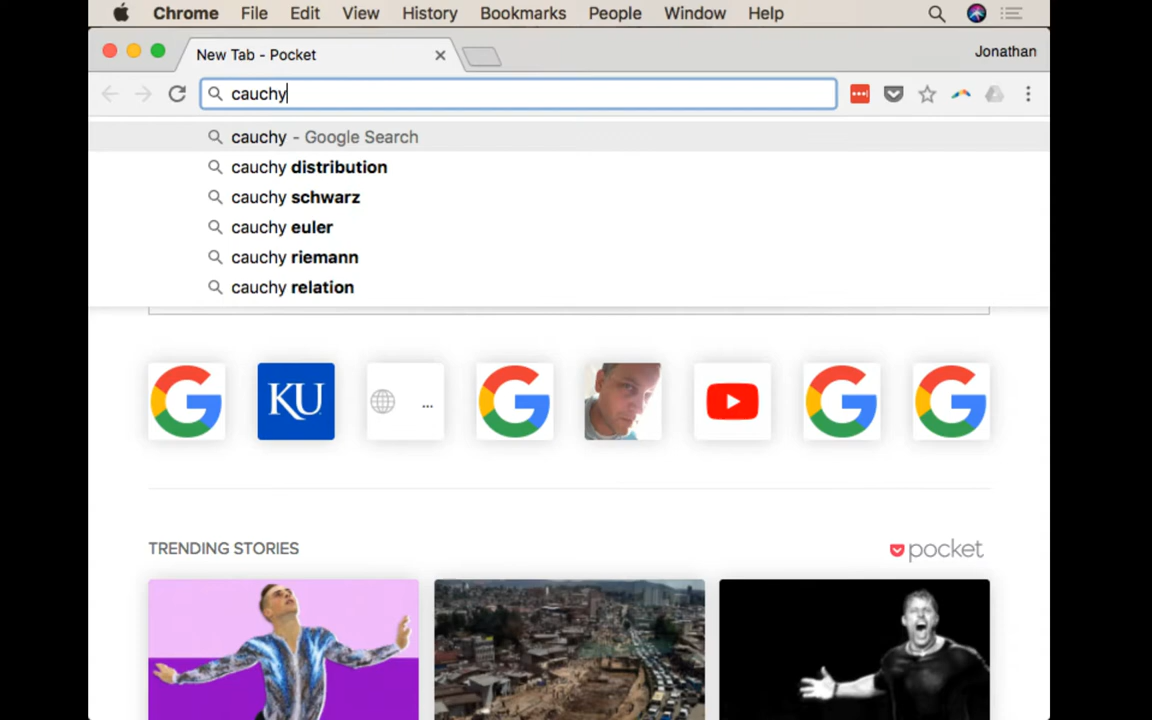 Chrome File Edit View History Bookmarks People Window Help
New Tab - Pocket
Jonathan
cauchy
cauchy - Google Search
cauchy distribution
cauchy schwarz
cauchy euler
cauchy riemann
cauchy relation
KU
...
TRENDING STORIES
pocket